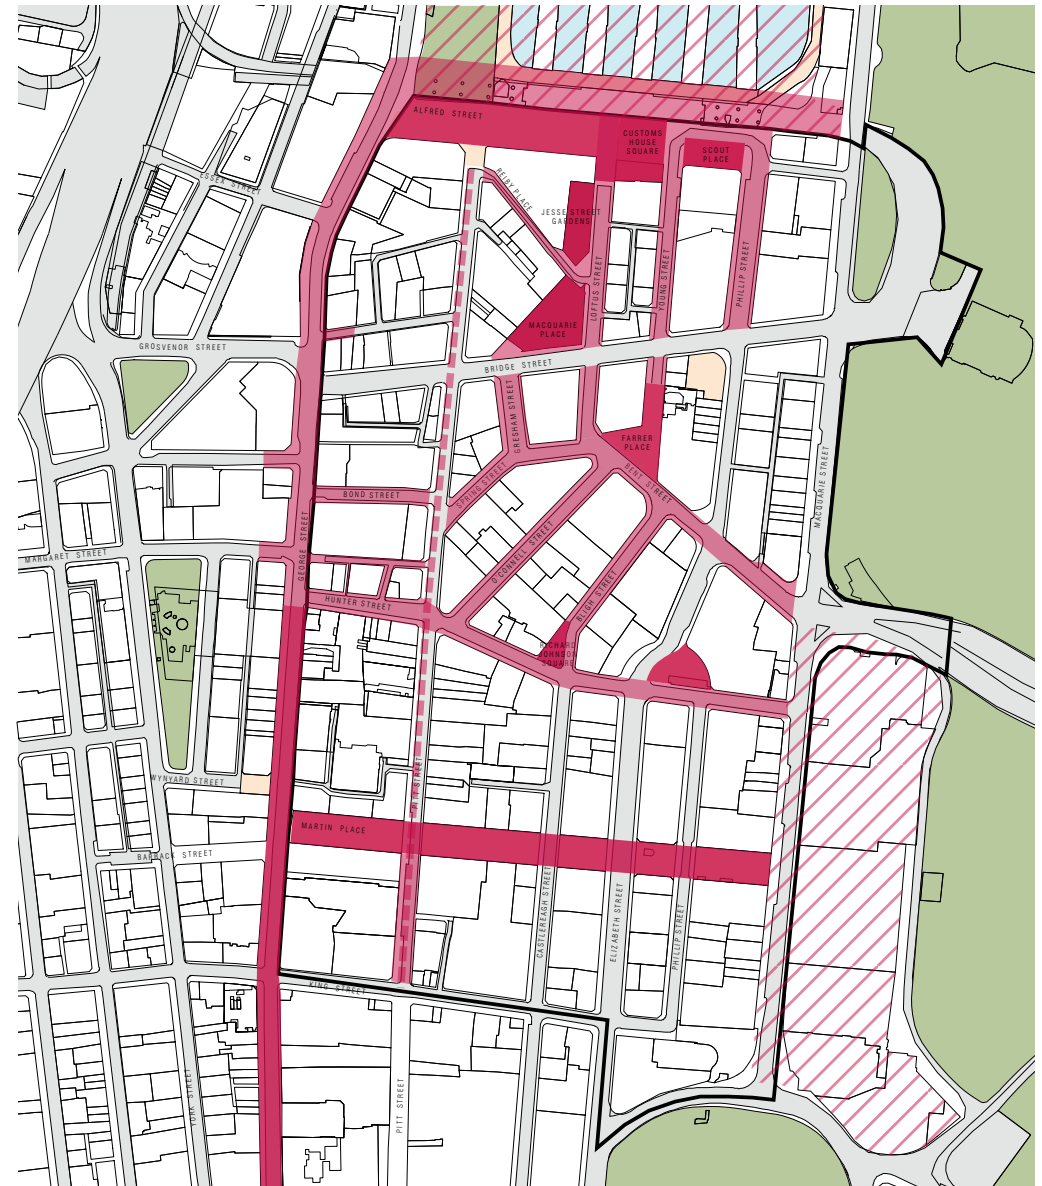 ALFRED STREET
CUSTOMS
HOUSE
SQUARE
SCOUT
PLACE
ESSEX STREET
REIBY PLACE
JESSE STREET
GARDENS
LOFTUS STREET
YOUNG STREET
PHILLIP STREET
MACQUARIE
PLACE
GROSVENOR STREET
BRIDGE STREET
GRESHAM STREET
FARRER
PLACE
BENT STREET
SPRING STREET
MACQUARIE STREET
BOND STREET
GEORGE STREET
MARGARET STREET
O'CONNELL STREET
BLIGH STREET
HUNTER STREET
RICHARD
JOHNSON
SQUARE
WYNYARD STREET
PITT STREET
MARTIN PLACE
BARRACK STREET
CASTLEREAGH STREET
ELIZABETH STREET
PHILLIP STREET
KING STREET
YORK STREET
PITT STREET